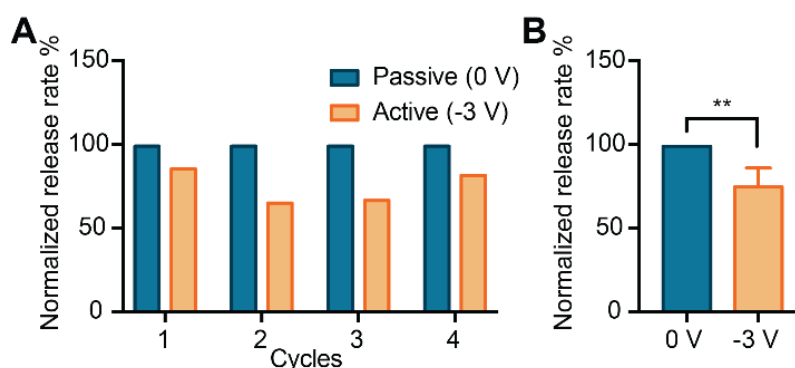 A
Normalized release rate %
150
100
50
0
Passive (0 V)
Active (-3 V)
1 2 3 4
Cycles
B
Normalized release rate %
150
100
50
0
**
0 V -3 V